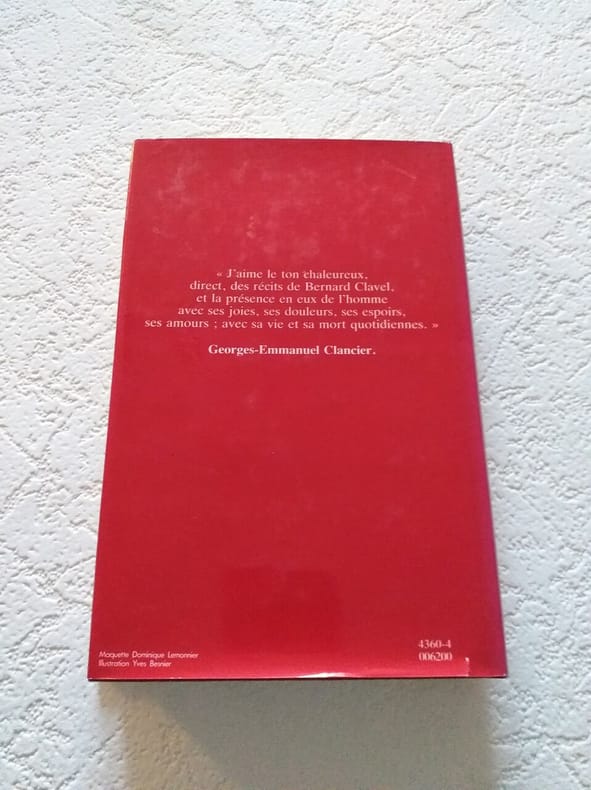 « J'aime le ton chaleureux,
direct, des récits de Bernard Clavel,
et la présence en eux de l'homme
avec ses joies, ses douleurs, ses espoirs,
ses amours ; avec sa vie et sa mort quotidiennes. »
Georges-Emmanuel Clancier.
Maquette Dominique Lemonnier
Illustration Yves Besnier
4360-4
006200